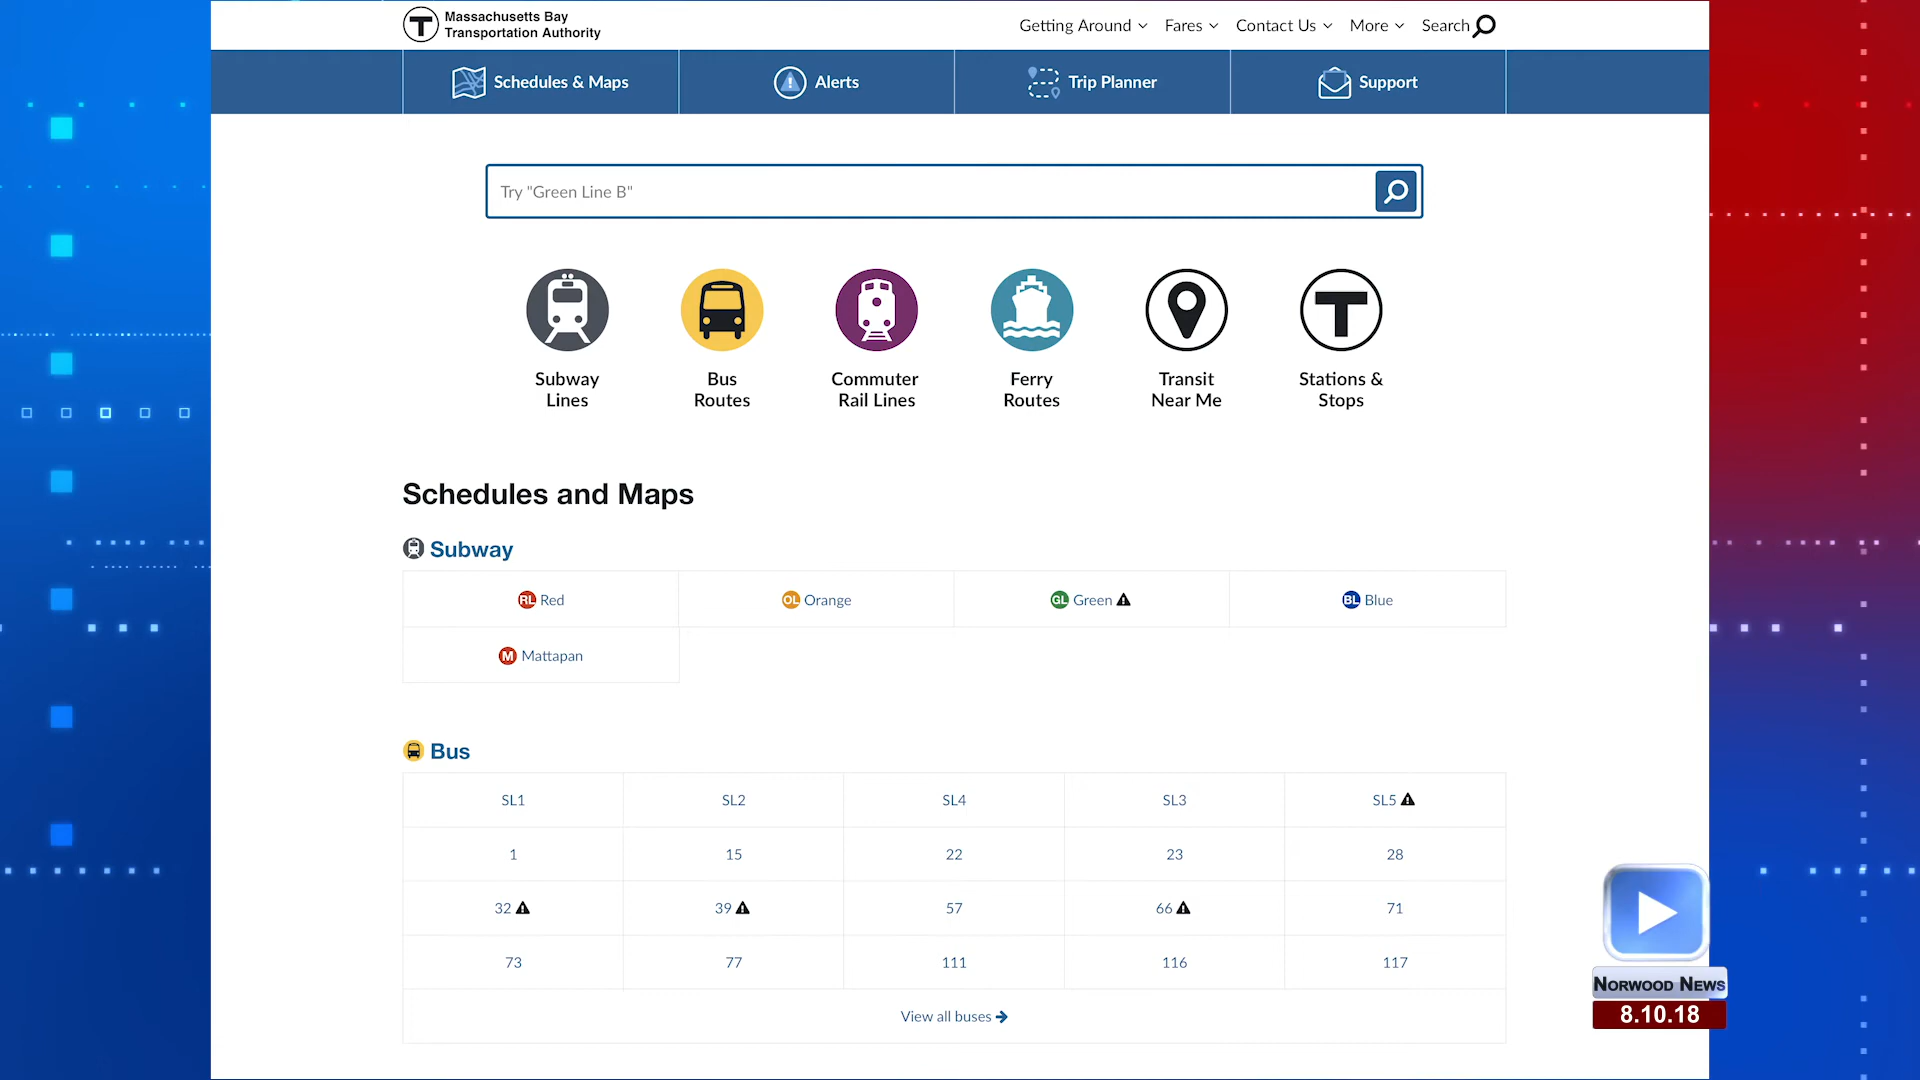 Massachusetts Bay
Transportation Authority
Getting Around Fares Contact Us More Search
Schedules & Maps Alerts Trip Planner Support
Try "Green Line B"
Subway
Lines
Bus
Routes
Commuter
Rail Lines
Ferry
Routes
Transit
Near Me
T
Stations &
Stops
Schedules and Maps
Subway
RL Red OL Orange GL Green BL Blue
M Mattapan
Bus
SL1 SL2 SL4 SL3 SL5
1 15 22 23 28
32 39 57 66 71
73 77 111 116 117
View all buses
NORWOOD NEWS
8.10.18